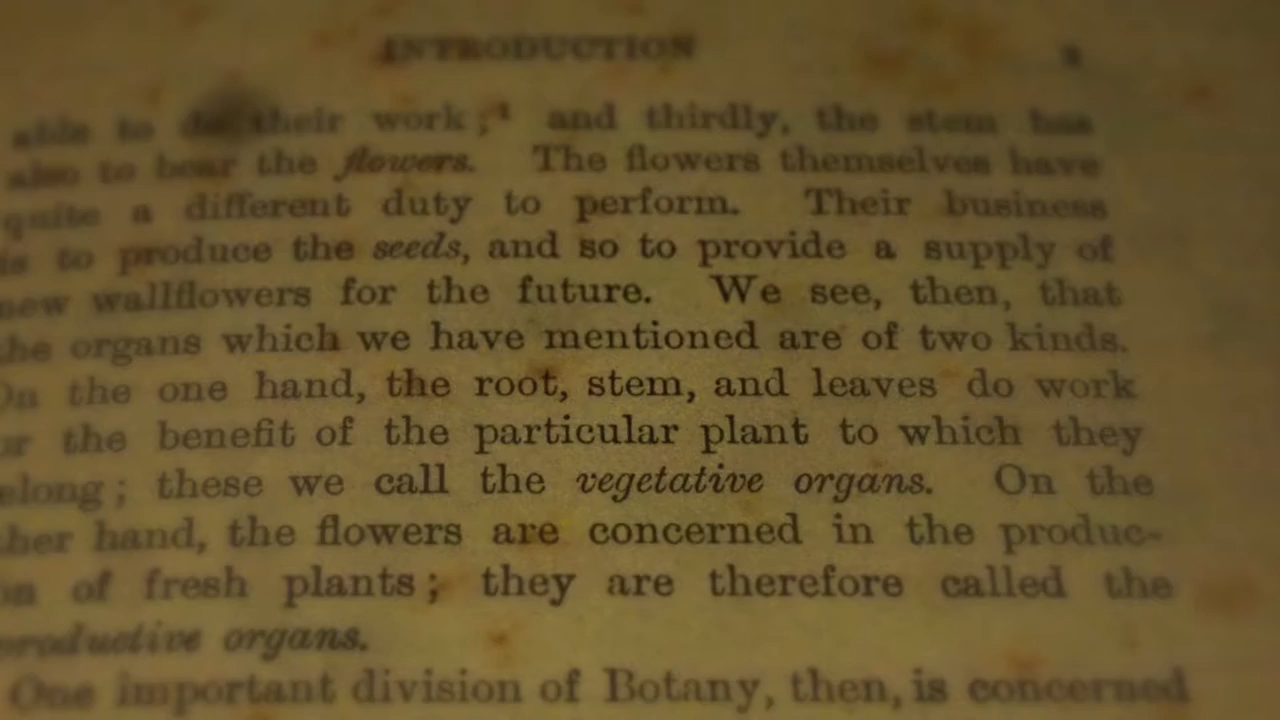 INTRODUCTION
able to do their work;¹ and thirdly, the stem has
also to bear the flowers. The flowers themselves have
quite a different duty to perform. Their business
is to produce the seeds, and so to provide a supply of
new wallflowers for the future. We see, then, that
the organs which we have mentioned are of two kinds.
On the one hand, the root, stem, and leaves do work
or the benefit of the particular plant to which they
elong; these we call the vegetative organs. On the
her hand, the flowers are concerned in the produc-
on of fresh plants; they are therefore called the
productive organs.
One important division of Botany, then, is concerned